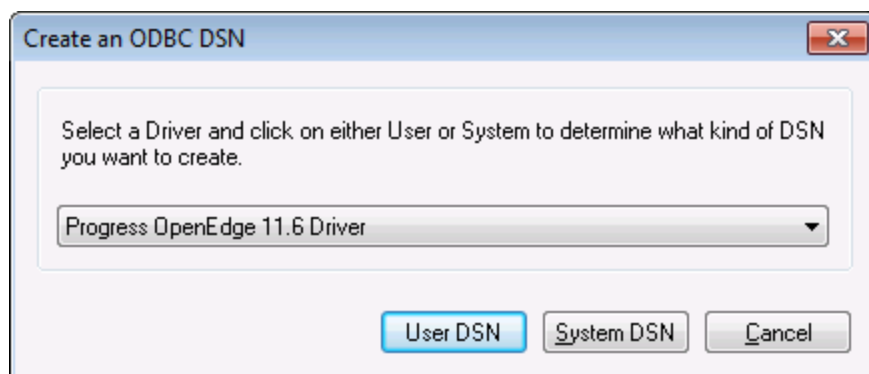 Create an ODBC DSN
Select a Driver and click on either User or System to determine what kind of DSN
you want to create.
Progress OpenEdge 11.6 Driver
User DSN System DSN Cancel